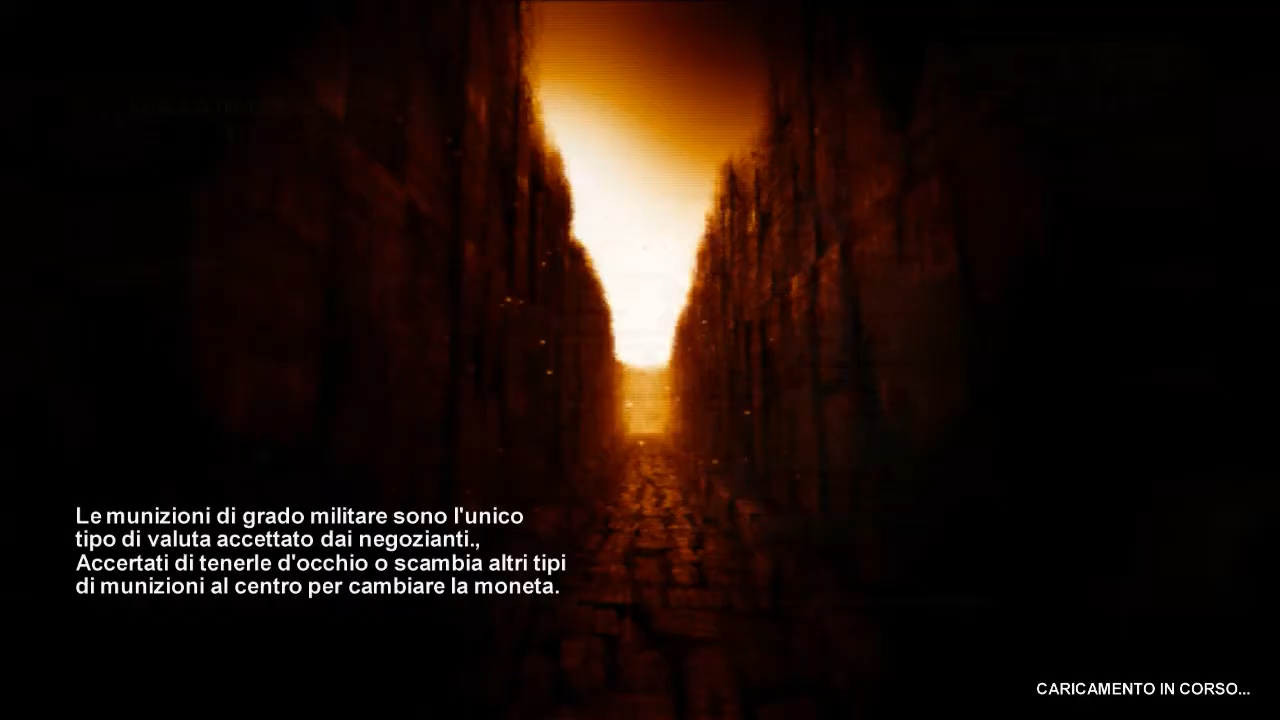 Le munizioni di grado militare sono l'unico
tipo di valuta accettato dai negozianti.,
Accertati di tenerle d'occhio o scambia altri tipi
di munizioni al centro per cambiare la moneta.
CARICAMENTO IN CORSO...